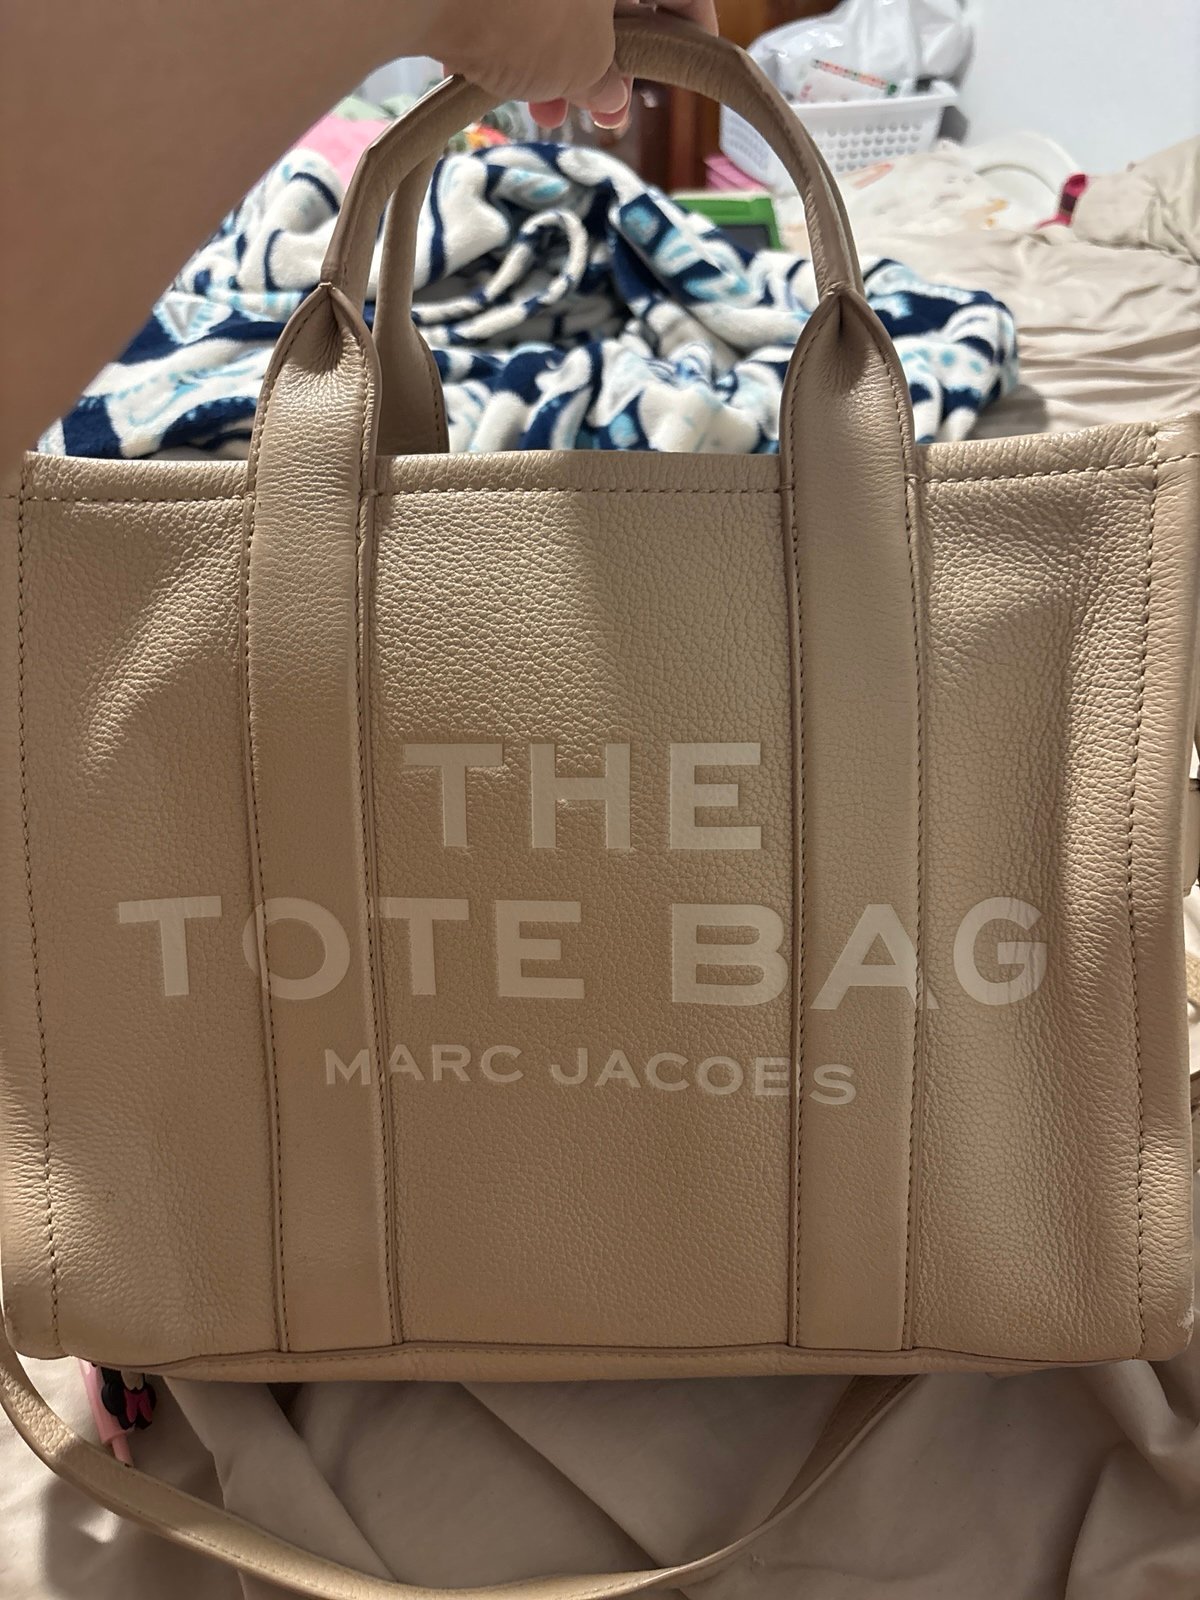 THE
TOTE BAG
MARC JACOBS